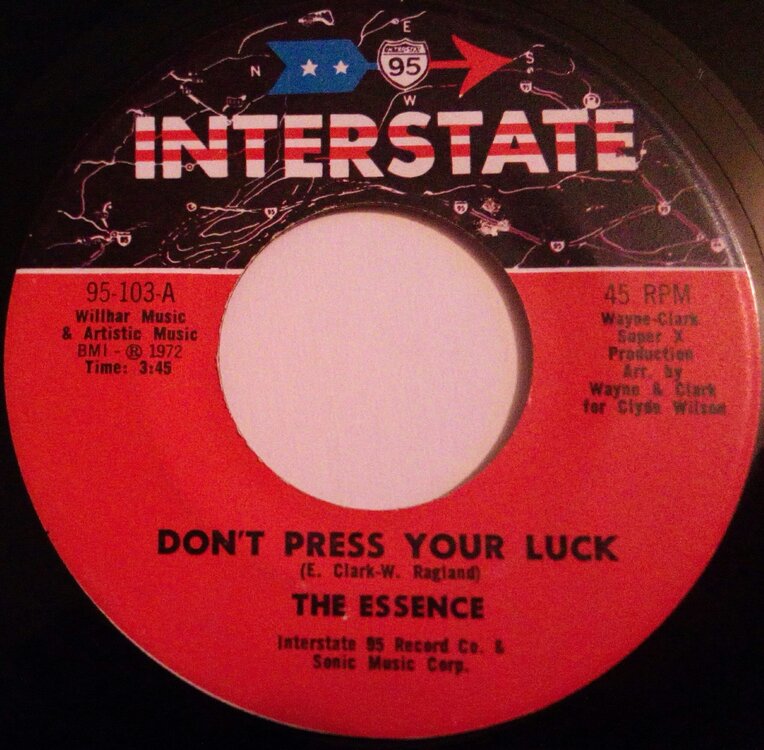 E
N
95
S
W
INTERSTATE
95
95-103-A
Willhar Music
& Artistic Music
BMI - ℗ 1972
Time: 3:45
45 RPM
Wayne-Clark
Super X
Production
Arr. by
Wayne & Clark
for Clyde Wilson
DON'T PRESS YOUR LUCK
(E. Clark-W. Ragland)
THE ESSENCE
Interstate 95 Record Co. &
Sonic Music Corp.